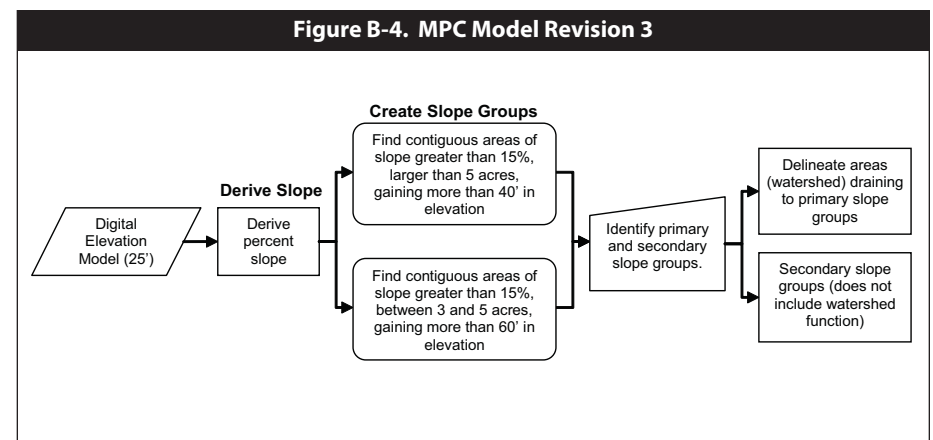 Figure B-4. MPC Model Revision 3
Digital
Elevation
Model (25')
Derive Slope
Derive
percent
slope
Create Slope Groups
Find contiguous areas of
slope greater than 15%,
larger than 5 acres,
gaining more than 40' in
elevation
Find contiguous areas of
slope greater than 15%,
between 3 and 5 acres,
gaining more than 60' in
elevation
Identify primary
and secondary
slope groups.
Delineate areas
(watershed) draining
to primary slope
groups
Secondary slope
groups (does not
include watershed
function)